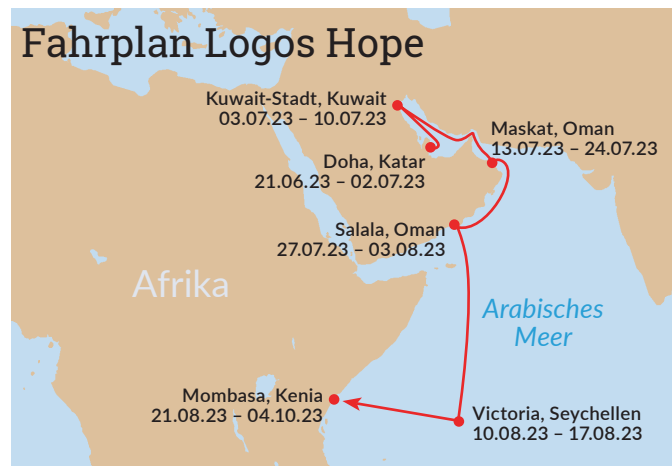 Fahrplan Logos Hope
Kuwait-Stadt, Kuwait
03.07.23 – 10.07.23
Maskat, Oman
13.07.23 – 24.07.23
Doha, Katar
21.06.23 – 02.07.23
Salala, Oman
27.07.23 – 03.08.23
Afrika
Arabisches
Meer
Mombasa, Kenia
21.08.23 – 04.10.23
Victoria, Seychellen
10.08.23 – 17.08.23